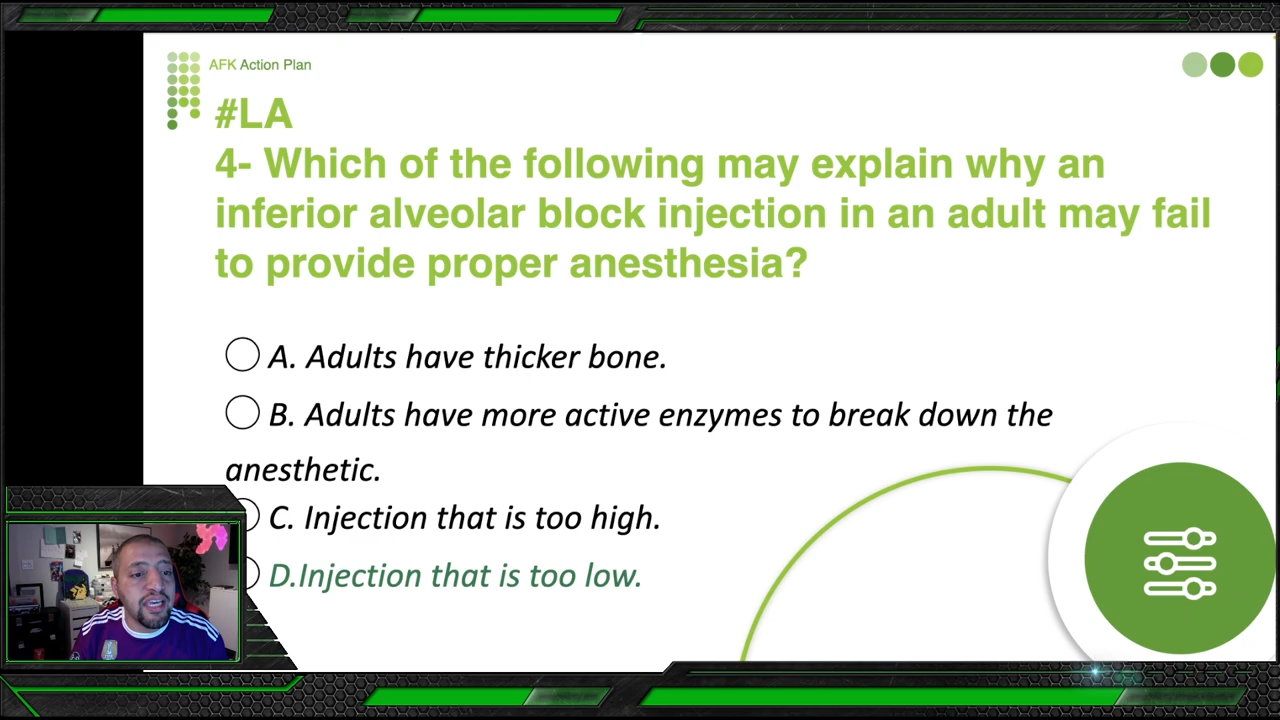 AFK Action Plan
#LA
4- Which of the following may explain why an
inferior alveolar block injection in an adult may fail
to provide proper anesthesia?
A. Adults have thicker bone.
B. Adults have more active enzymes to break down the
anesthetic.
C. Injection that is too high.
D.Injection that is too low.